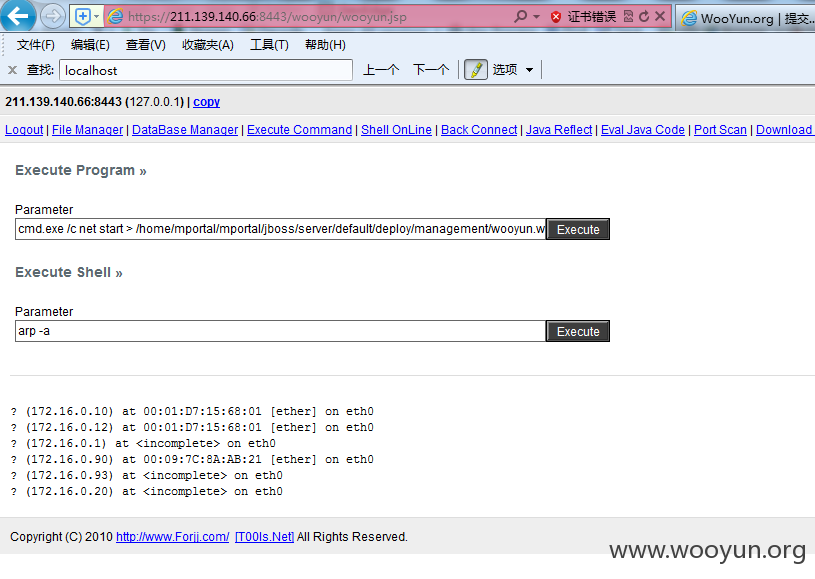 https://211.139.140.66:8443/wooyun/wooyun.jsp 证书错误 WooYun.org | 提交...
文件(F) 编辑(E) 查看(V) 收藏夹(A) 工具(T) 帮助(H)
x 查找: localhost 上一个 下一个 选项
211.139.140.66:8443 (127.0.0.1) | copy
Logout | File Manager | DataBase Manager | Execute Command | Shell OnLine | Back Connect | Java Reflect | Eval Java Code | Port Scan | Download
Execute Program »
Parameter
cmd.exe /c net start > /home/mportal/mportal/jboss/server/default/deploy/management/wooyun.w Execute
Execute Shell »
Parameter
arp -a Execute
? (172.16.0.10) at 00:01:D7:15:68:01 [ether] on eth0
? (172.16.0.12) at 00:01:D7:15:68:01 [ether] on eth0
? (172.16.0.1) at <incomplete> on eth0
? (172.16.0.90) at 00:09:7C:8A:AB:21 [ether] on eth0
? (172.16.0.93) at <incomplete> on eth0
? (172.16.0.20) at <incomplete> on eth0
Copyright (C) 2010 http://www.Forjj.com/ [T00ls.Net] All Rights Reserved.
www.wooyun.org